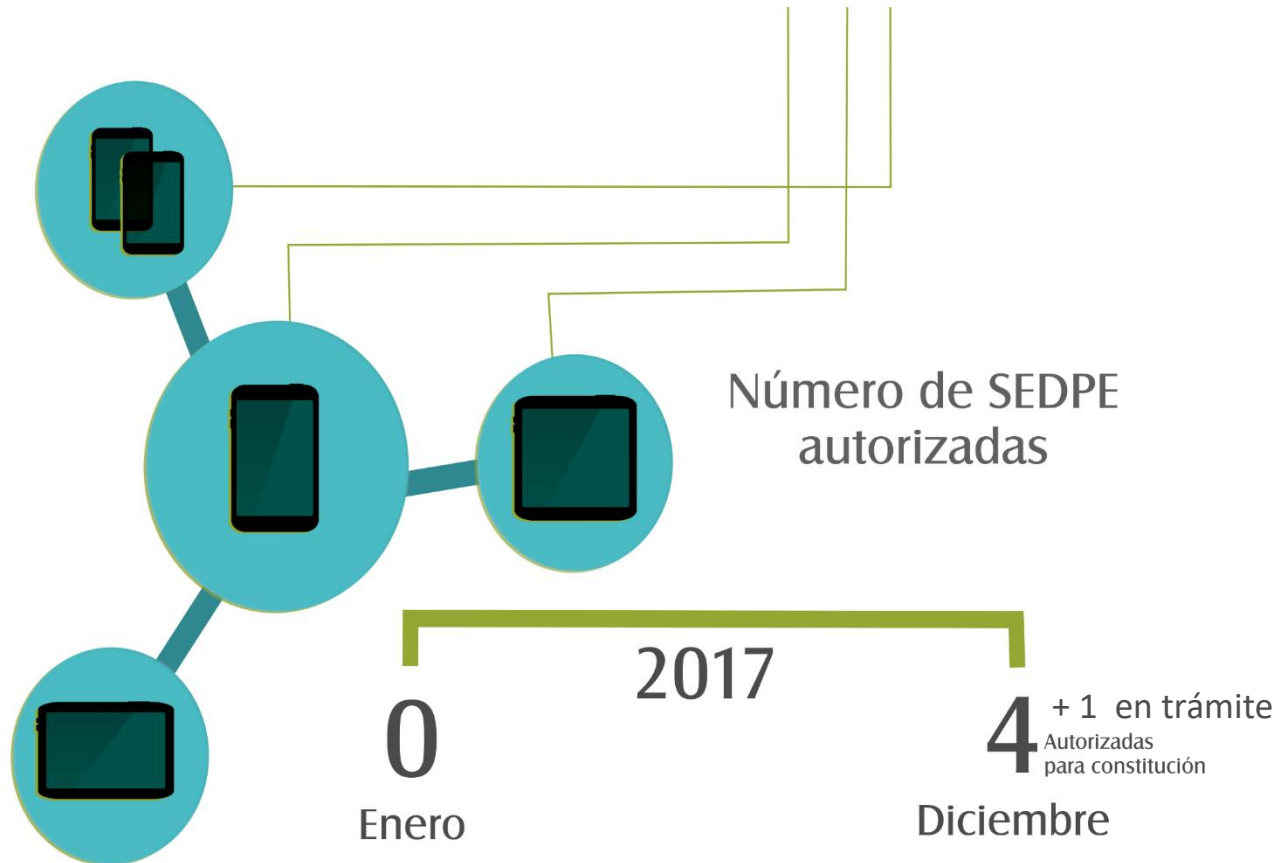 Número de SEDPE
autorizadas
2017
0
Enero
4 + 1 en trámite
Autorizadas
para constitución
Diciembre